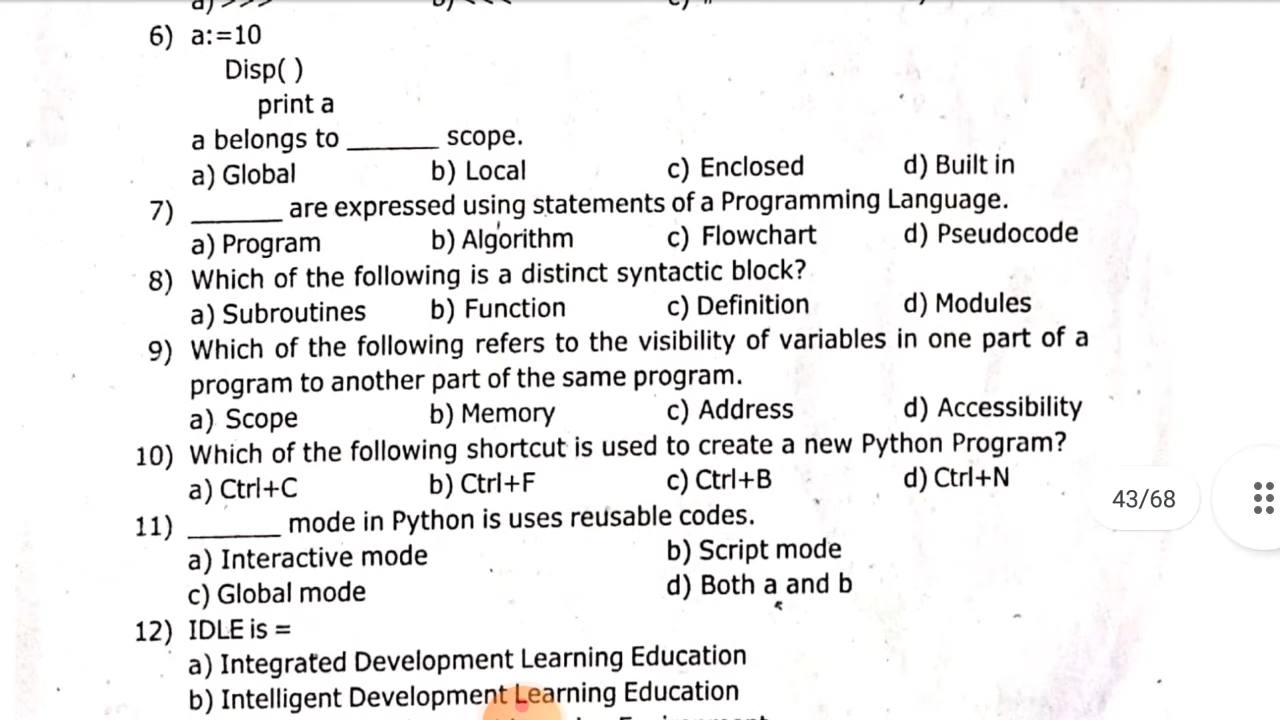 6) a:=10
Disp( )
print a
a belongs to ______ scope.
a) Global b) Local c) Enclosed d) Built in
7) ______ are expressed using statements of a Programming Language.
a) Program b) Algorithm c) Flowchart d) Pseudocode
8) Which of the following is a distinct syntactic block?
a) Subroutines b) Function c) Definition d) Modules
9) Which of the following refers to the visibility of variables in one part of a
program to another part of the same program.
a) Scope b) Memory c) Address d) Accessibility
10) Which of the following shortcut is used to create a new Python Program?
a) Ctrl+C b) Ctrl+F c) Ctrl+B d) Ctrl+N
43/68
11) ______ mode in Python is uses reusable codes.
a) Interactive mode b) Script mode
c) Global mode d) Both a and b
12) IDLE is =
a) Integrated Development Learning Education
b) Intelligent Development Learning Education